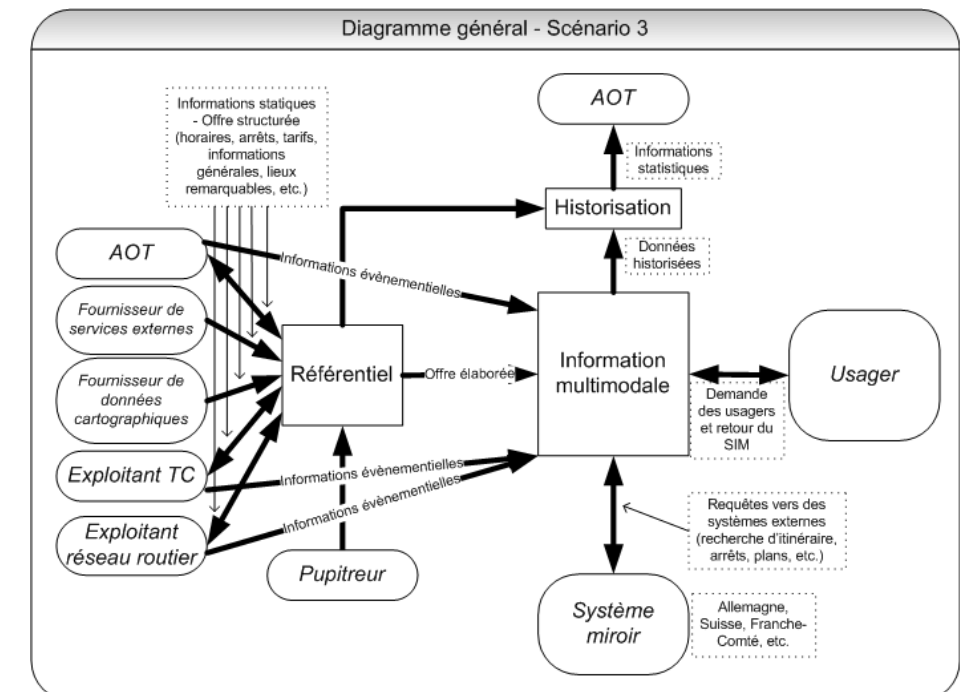 Diagramme général - Scénario 3
Informations statiques
- Offre structurée
(horaires, arrêts, tarifs,
informations
générales, lieux
remarquables, etc.)
AOT
Informations
statistiques
Historisation
Données
historisées
AOT
Informations évènementielles
Fournisseur de
services externes
Fournisseur de
données
cartographiques
Référentiel
Offre élaborée
Information
multimodale
Usager
Demande
des usagers
et retour du
SIM
Exploitant TC
Informations évènementielles
Exploitant
réseau routier
Informations évènementielles
Pupitreur
Requêtes vers des
systèmes externes
(recherche d'itinéraire,
arrêts, plans, etc.)
Système
miroir
Allemagne,
Suisse, Franche-
Comté, etc.